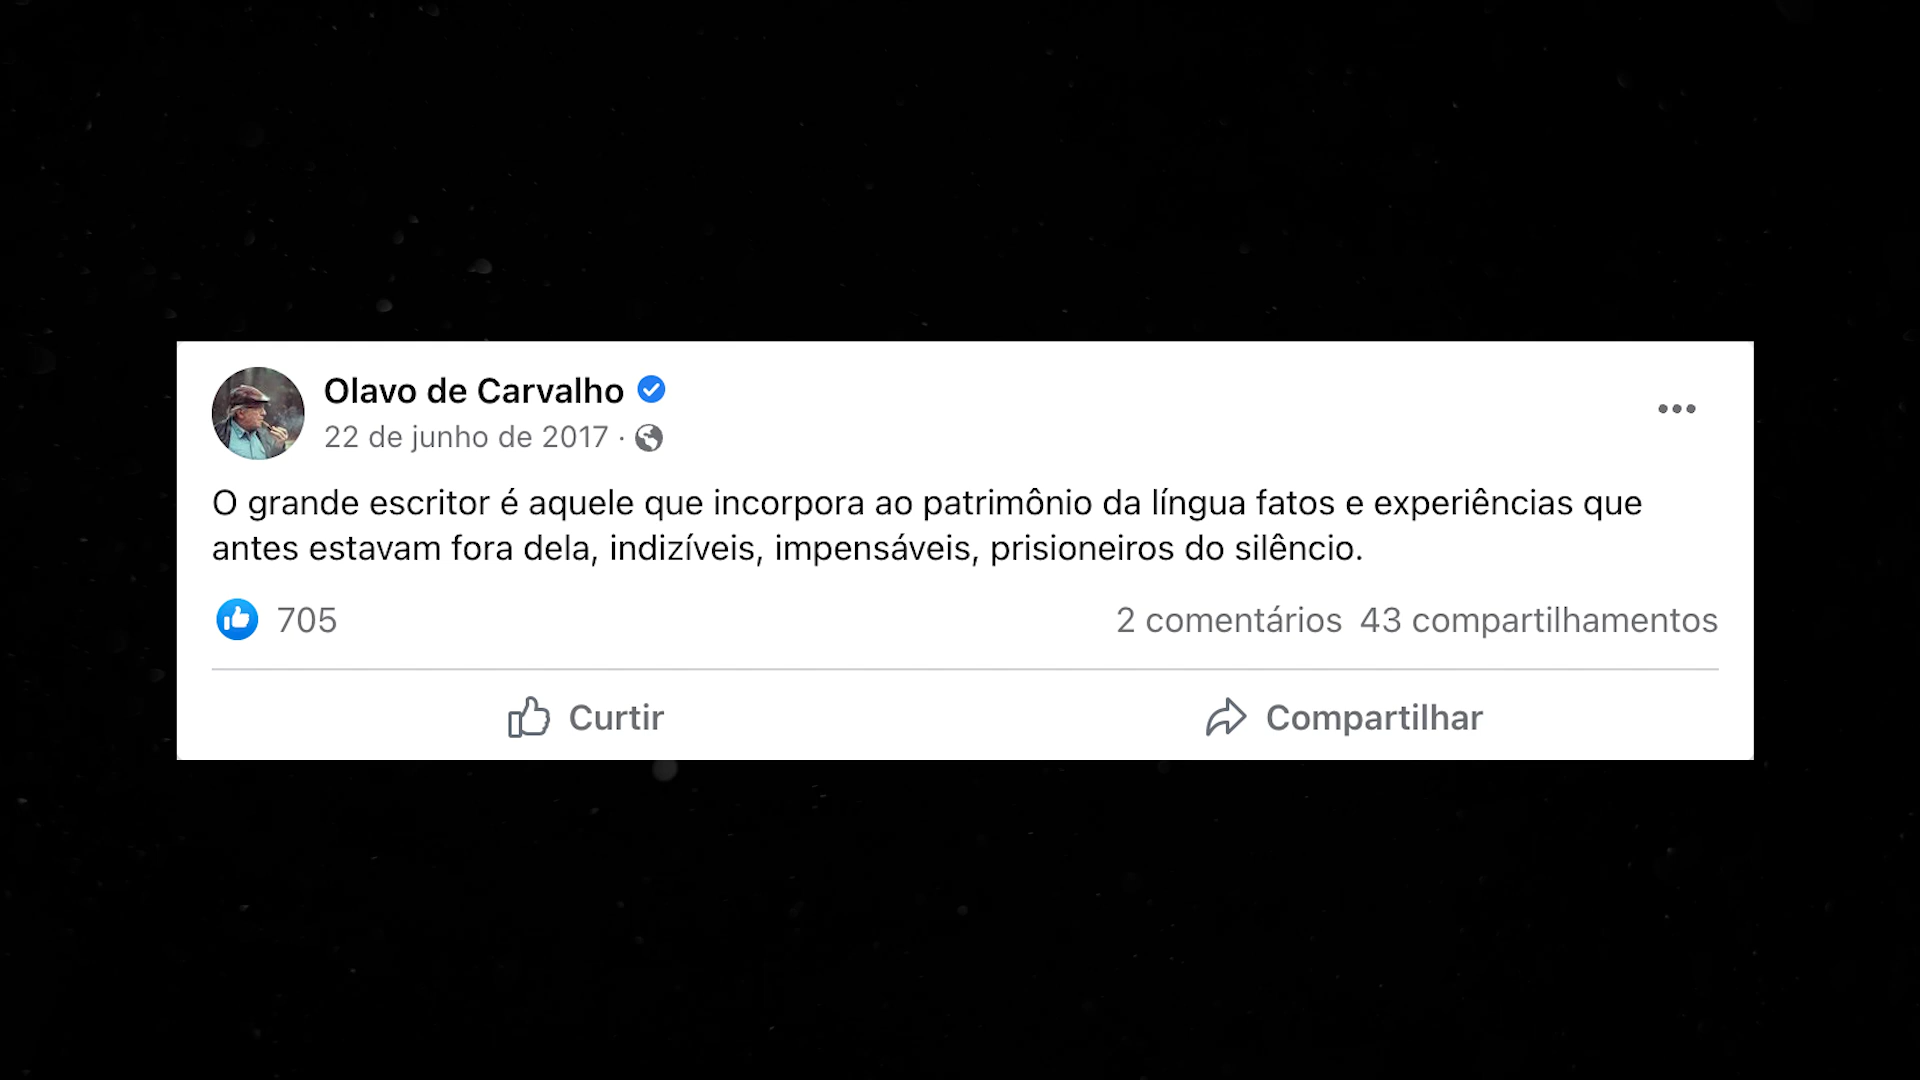 Olavo de Carvalho
22 de junho de 2017 ·
O grande escritor é aquele que incorpora ao patrimônio da língua fatos e experiências que
antes estavam fora dela, indizíveis, impensáveis, prisioneiros do silêncio.
705 2 comentários 43 compartilhamentos
Curtir Compartilhar